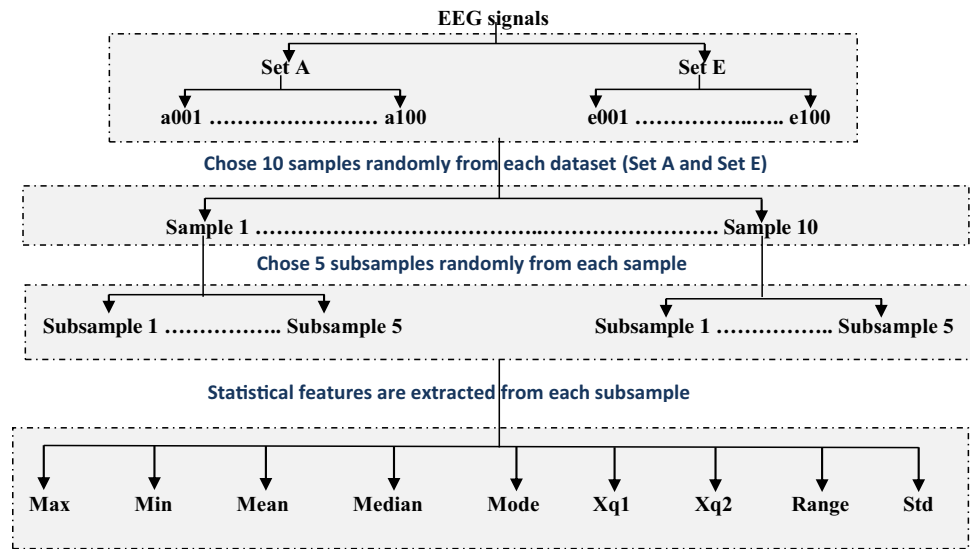 EEG signals
Set A Set E
a001 …………………… a100 e001 ……………..….. e100
Chose 10 samples randomly from each dataset (Set A and Set E)
Sample 1 …………………………………..………………………. Sample 10
Chose 5 subsamples randomly from each sample
Subsample 1 …………….. Subsample 5 Subsample 1 …………….. Subsample 5
Statistical features are extracted from each subsample
Max Min Mean Median Mode Xq1 Xq2 Range Std